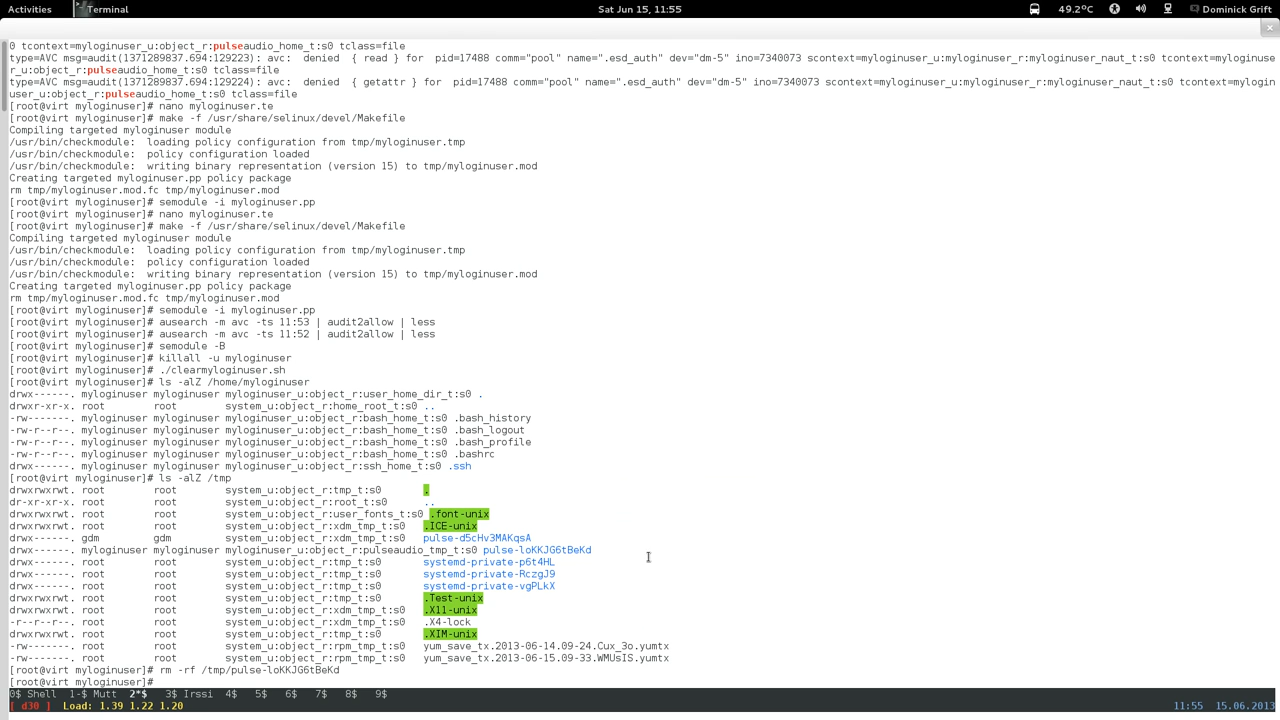 Activities Terminal Sat Jun 15, 11:55 49.2°C Dominick Grift
0 tcontext=myloginuser_u:object_r:pulseaudio_home_t:s0 tclass=file
type=AVC msg=audit(1371289837.694:129223): avc:  denied  { read } for  pid=17488 comm="pool" name=".esd_auth" dev="dm-5" ino=7340073 scontext=myloginuser_u:myloginuser_r:myloginuser_naut_t:s0 tcontext=myloginuse
r_u:object_r:pulseaudio_home_t:s0 tclass=file
type=AVC msg=audit(1371289837.694:129224): avc:  denied  { getattr } for  pid=17488 comm="pool" name=".esd_auth" dev="dm-5" ino=7340073 scontext=myloginuser_u:myloginuser_r:myloginuser_naut_t:s0 tcontext=mylogin
user_u:object_r:pulseaudio_home_t:s0 tclass=file
[root@virt myloginuser]# nano myloginuser.te
[root@virt myloginuser]# make -f /usr/share/selinux/devel/Makefile
Compiling targeted myloginuser module
/usr/bin/checkmodule:  loading policy configuration from tmp/myloginuser.tmp
/usr/bin/checkmodule:  policy configuration loaded
/usr/bin/checkmodule:  writing binary representation (version 15) to tmp/myloginuser.mod
Creating targeted myloginuser.pp policy package
rm tmp/myloginuser.mod.fc tmp/myloginuser.mod
[root@virt myloginuser]# semodule -i myloginuser.pp
[root@virt myloginuser]# nano myloginuser.te
[root@virt myloginuser]# make -f /usr/share/selinux/devel/Makefile
Compiling targeted myloginuser module
/usr/bin/checkmodule:  loading policy configuration from tmp/myloginuser.tmp
/usr/bin/checkmodule:  policy configuration loaded
/usr/bin/checkmodule:  writing binary representation (version 15) to tmp/myloginuser.mod
Creating targeted myloginuser.pp policy package
rm tmp/myloginuser.mod.fc tmp/myloginuser.mod
[root@virt myloginuser]# semodule -i myloginuser.pp
[root@virt myloginuser]# ausearch -m avc -ts 11:53 | audit2allow | less
[root@virt myloginuser]# ausearch -m avc -ts 11:52 | audit2allow | less
[root@virt myloginuser]# semodule -B
[root@virt myloginuser]# killall -u myloginuser
[root@virt myloginuser]# ./clearmyloginuser.sh
[root@virt myloginuser]# ls -alZ /home/myloginuser
drwx------. myloginuser myloginuser myloginuser_u:object_r:user_home_dir_t:s0 .
drwxr-xr-x. root        root        system_u:object_r:home_root_t:s0 ..
-rw-------. myloginuser myloginuser myloginuser_u:object_r:bash_home_t:s0 .bash_history
-rw-r--r--. myloginuser myloginuser myloginuser_u:object_r:bash_home_t:s0 .bash_logout
-rw-r--r--. myloginuser myloginuser myloginuser_u:object_r:bash_home_t:s0 .bash_profile
-rw-r--r--. myloginuser myloginuser myloginuser_u:object_r:bash_home_t:s0 .bashrc
drwx------. myloginuser myloginuser myloginuser_u:object_r:ssh_home_t:s0 .ssh
[root@virt myloginuser]# ls -alZ /tmp
drwxrwxrwt. root        root        system_u:object_r:tmp_t:s0       .
dr-xr-xr-x. root        root        system_u:object_r:root_t:s0      ..
drwxrwxrwt. root        root        system_u:object_r:user_fonts_t:s0 .font-unix
drwxrwxrwt. root        root        system_u:object_r:xdm_tmp_t:s0   .ICE-unix
drwx------. gdm         gdm         system_u:object_r:xdm_tmp_t:s0   pulse-d5cHv3MAKqsA
drwx------. myloginuser myloginuser myloginuser_u:object_r:pulseaudio_tmp_t:s0 pulse-loKKJG6tBeKd
drwx------. root        root        system_u:object_r:tmp_t:s0       systemd-private-p6t4HL
drwx------. root        root        system_u:object_r:tmp_t:s0       systemd-private-RczgJ9
drwx------. root        root        system_u:object_r:tmp_t:s0       systemd-private-vgPLkX
drwxrwxrwt. root        root        system_u:object_r:tmp_t:s0       .Test-unix
drwxrwxrwt. root        root        system_u:object_r:xdm_tmp_t:s0   .X11-unix
-r--r--r--. root        root        system_u:object_r:xdm_tmp_t:s0   .X4-lock
drwxrwxrwt. root        root        system_u:object_r:tmp_t:s0       .XIM-unix
-rw-------. root        root        system_u:object_r:rpm_tmp_t:s0   yum_save_tx.2013-06-14.09-24.Cux_3o.yumtx
-rw-------. root        root        system_u:object_r:rpm_tmp_t:s0   yum_save_tx.2013-06-15.09-33.WMUsIS.yumtx
[root@virt myloginuser]# rm -rf /tmp/pulse-loKKJG6tBeKd
[root@virt myloginuser]#
0$ Shell  1-$ Mutt  2*$   3$ Irssi  4$   5$   6$   7$   8$   9$
[ d30 ]  Load: 1.39 1.22 1.20 11:55  15.06.2013